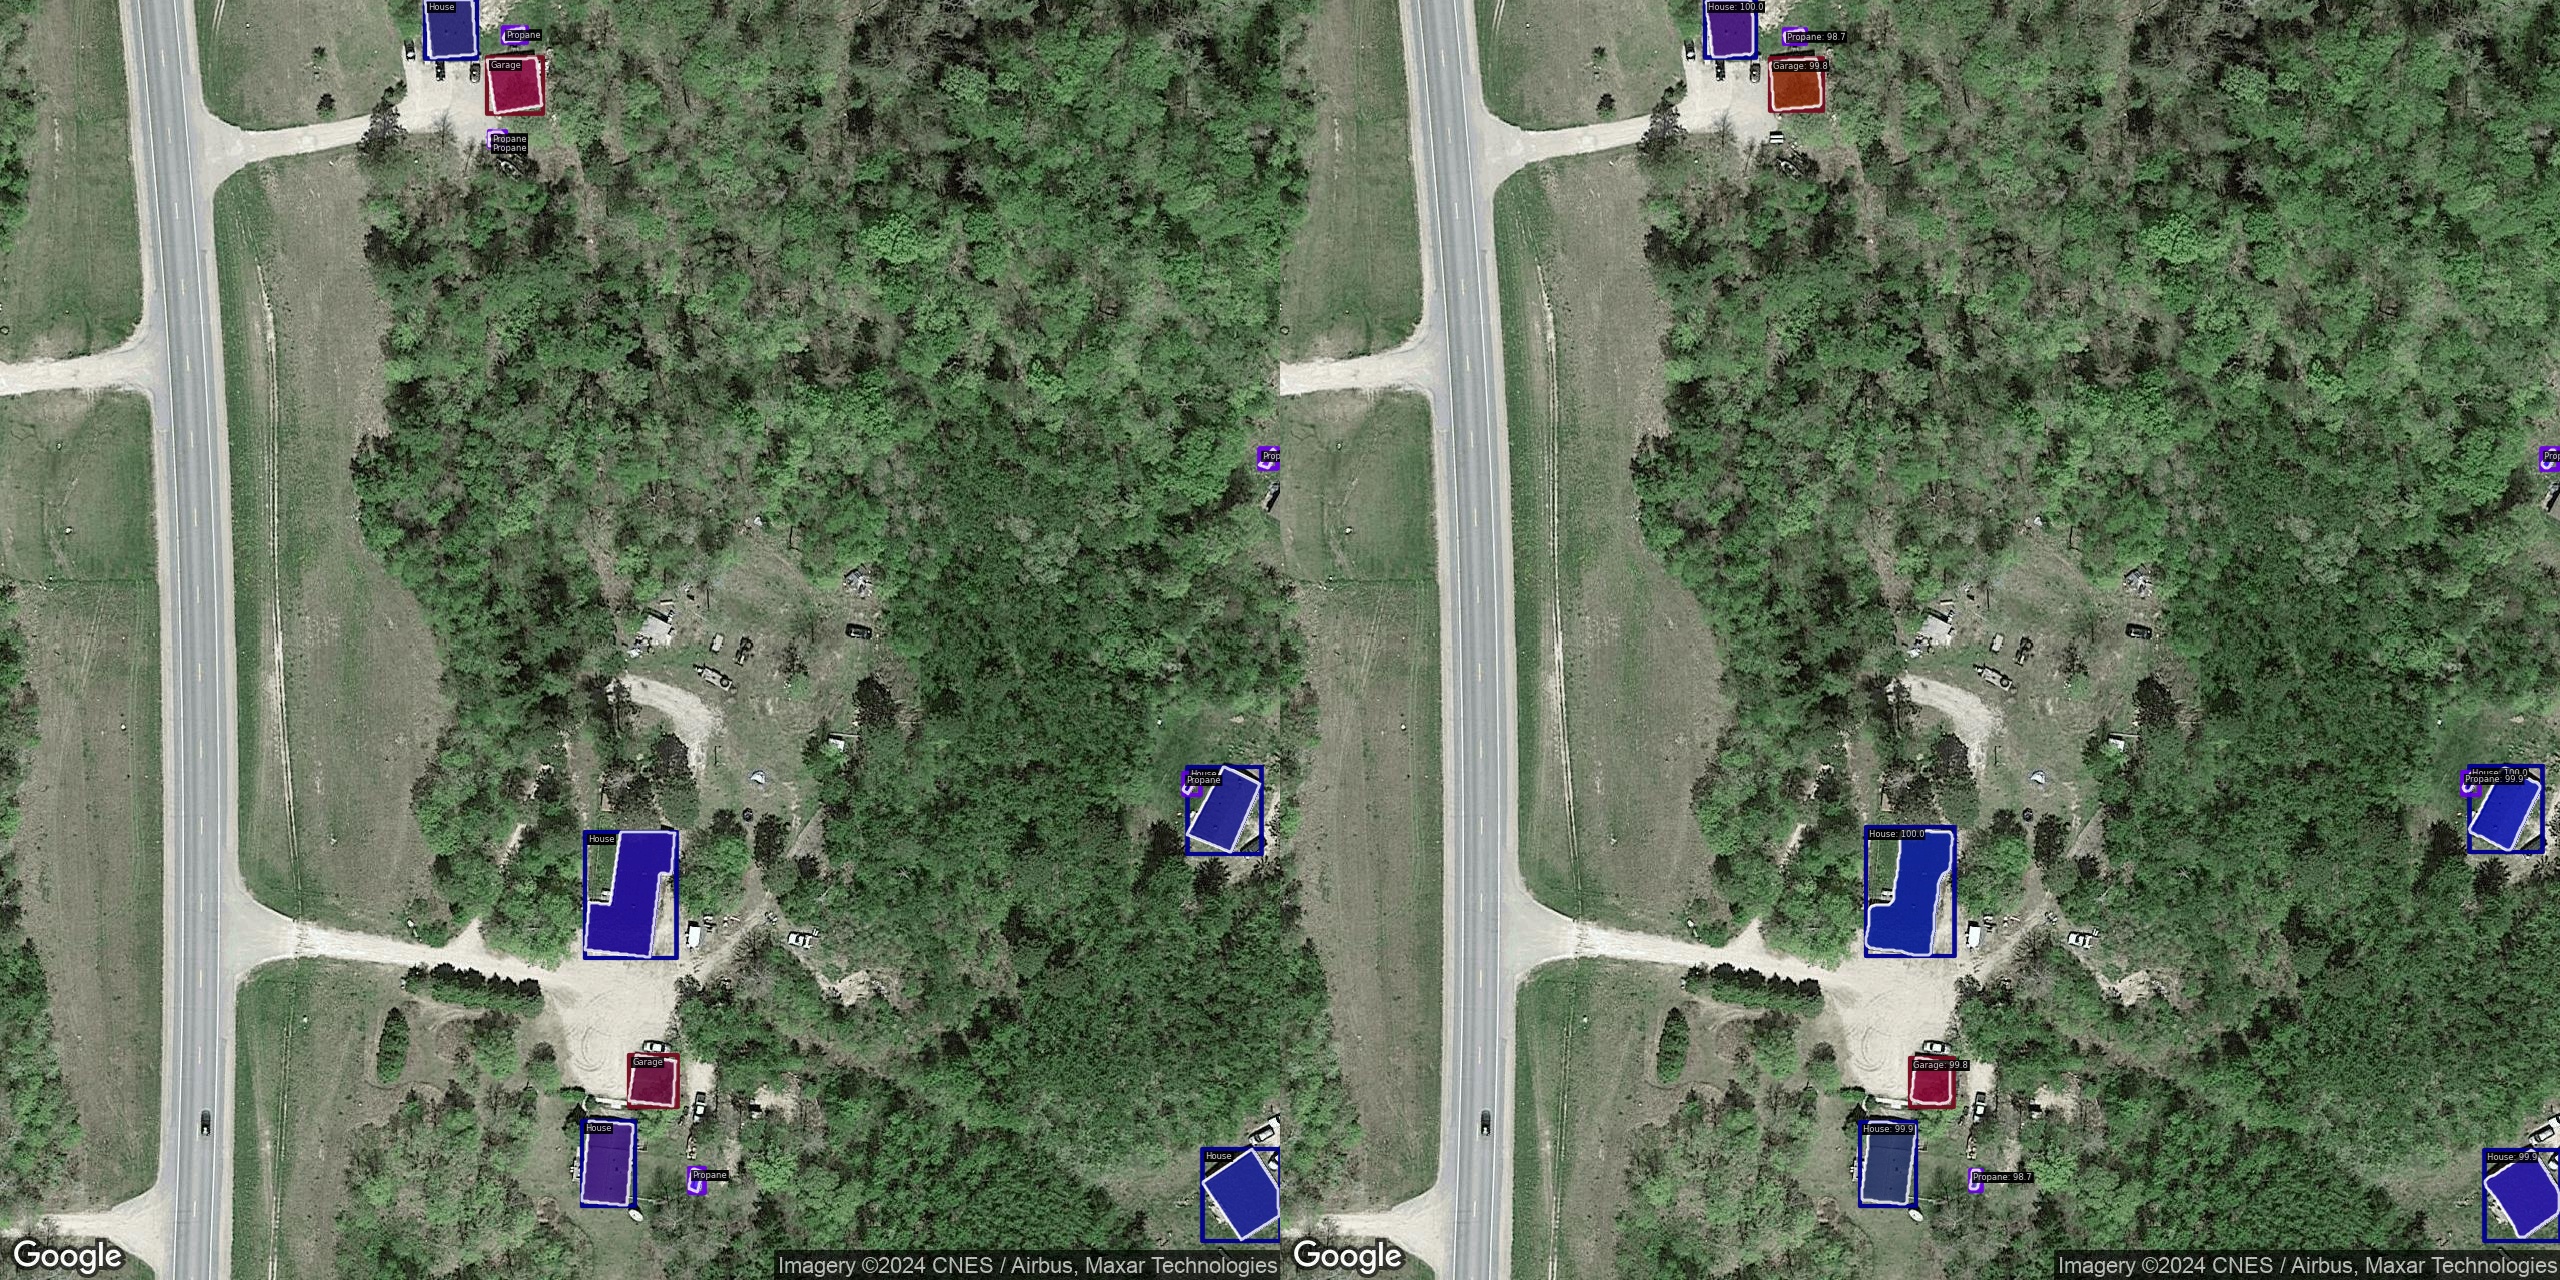 House
Propane
Garage
Propane
Propane
Prop
House
Propane
House
Garage
House
Propane
House
Google
Imagery ©2024 CNES / Airbus, Maxar Technologies
House: 100.0
Propane: 98.7
Garage: 99.8
Prop
House: 100.0
Propane: 99.9
House: 100.0
Garage: 99.8
House: 99.9
Propane: 98.7
House: 99.9
Google
Imagery ©2024 CNES / Airbus, Maxar Technologies